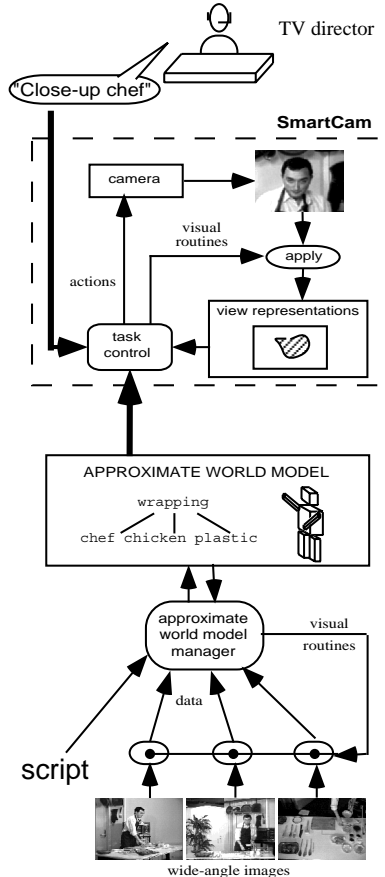 TV director
"Close-up chef"
SmartCam
camera
visual
routines
apply
actions
view representations
task
control
APPROXIMATE WORLD MODEL
wrapping
chef chicken plastic
approximate
world model
manager
visual
routines
data
script
wide-angle images